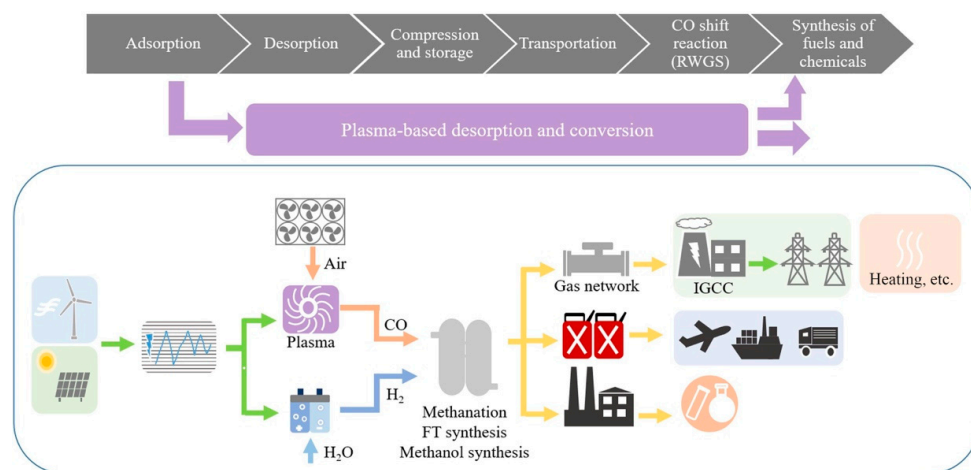 Adsorption
Desorption
Compression
and storage
Transportation
CO shift
reaction
(RWGS)
Synthesis of
fuels and
chemicals
Plasma-based desorption and conversion
Air
Plasma
CO
H₂
H₂O
Methanation
FT synthesis
Methanol synthesis
Gas network
IGCC
Heating, etc.